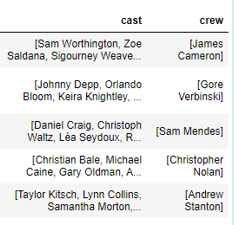 cast crew
[Sam Worthington, Zoe [James
Saldana, Sigourney Weave... Cameron]
[Johnny Depp, Orlando [Gore
Bloom, Keira Knightley, ... Verbinski]
[Daniel Craig, Christoph [Sam Mendes]
Waltz, Léa Seydoux, R...
[Christian Bale, Michael [Christopher
Caine, Gary Oldman, A... Nolan]
[Taylor Kitsch, Lynn Collins, [Andrew
Samantha Morton,... Stanton]